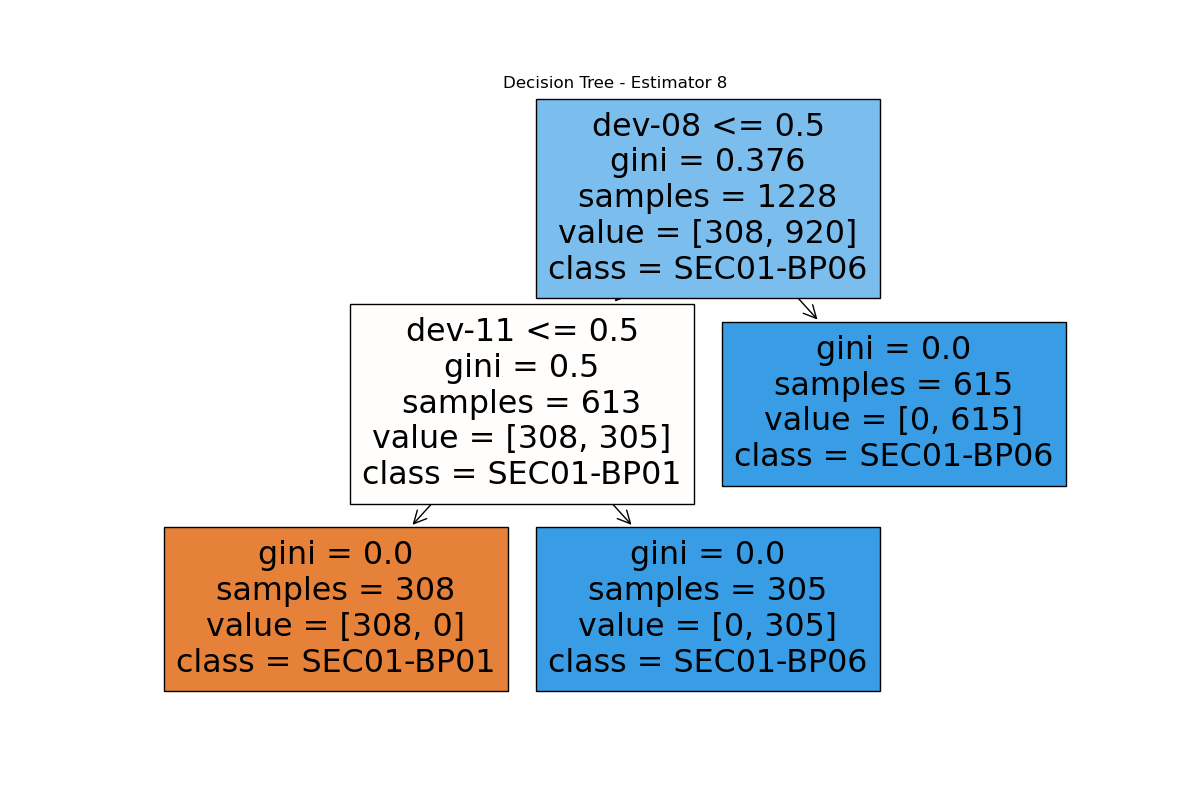 Decision Tree - Estimator 8
dev-08 <= 0.5
gini = 0.376
samples = 1228
value = [308, 920]
class = SEC01-BP06
dev-11 <= 0.5
gini = 0.5
samples = 613
value = [308, 305]
class = SEC01-BP01
gini = 0.0
samples = 615
value = [0, 615]
class = SEC01-BP06
gini = 0.0
samples = 308
value = [308, 0]
class = SEC01-BP01
gini = 0.0
samples = 305
value = [0, 305]
class = SEC01-BP06